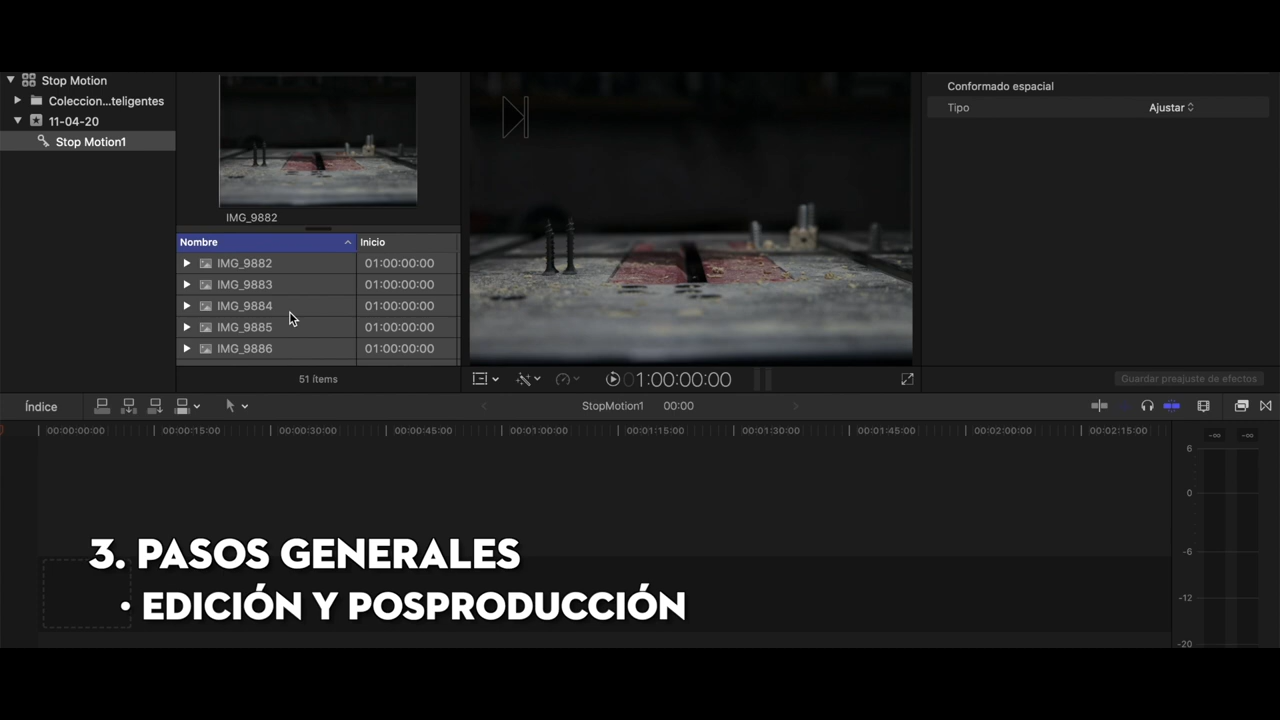 Stop Motion
Coleccion...teligentes
11-04-20
Stop Motion1
IMG_9882
Nombre
Inicio
IMG_9882 01:00:00:00
IMG_9883 01:00:00:00
IMG_9884 01:00:00:00
IMG_9885 01:00:00:00
IMG_9886 01:00:00:00
51 ítems
01:00:00:00
Conformado espacial
Tipo Ajustar
Guardar preajuste de efectos
Índice
StopMotion1 00:00
00:00:00:00 00:00:15:00 00:00:30:00 00:00:45:00 00:01:00:00 00:01:15:00 00:01:30:00 00:01:45:00 00:02:00:00 00:02:15:00
-∞ -∞
6
0
-6
-12
-20
3. PASOS GENERALES
• EDICIÓN Y POSPRODUCCIÓN